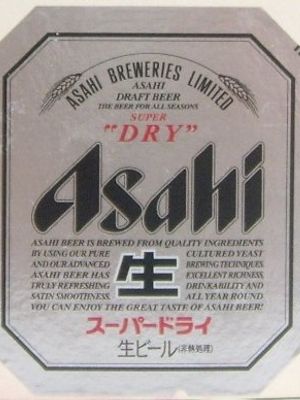 ASAHI BREWERIES LIMITED
ASAHI
DRAFT BEER
THE BEER FOR ALL SEASONS
SUPER
"DRY"
Asahi
ASAHI BEER IS BREWED FROM QUALITY INGREDIENTS
BY USING OUR PURE CULTURED YEAST
AND OUR ADVANCED BREWING TECHNIQUES.
ASAHI BEER HAS EXCELLENT RICHNESS,
TRULY REFRESHING DRINKABILITY AND
SATIN SMOOTHNESS. ALL YEAR ROUND
YOU CAN ENJOY THE GREAT TASTE OF ASAHI BEER!
生
スーパードライ
生ビール(非熱処理)